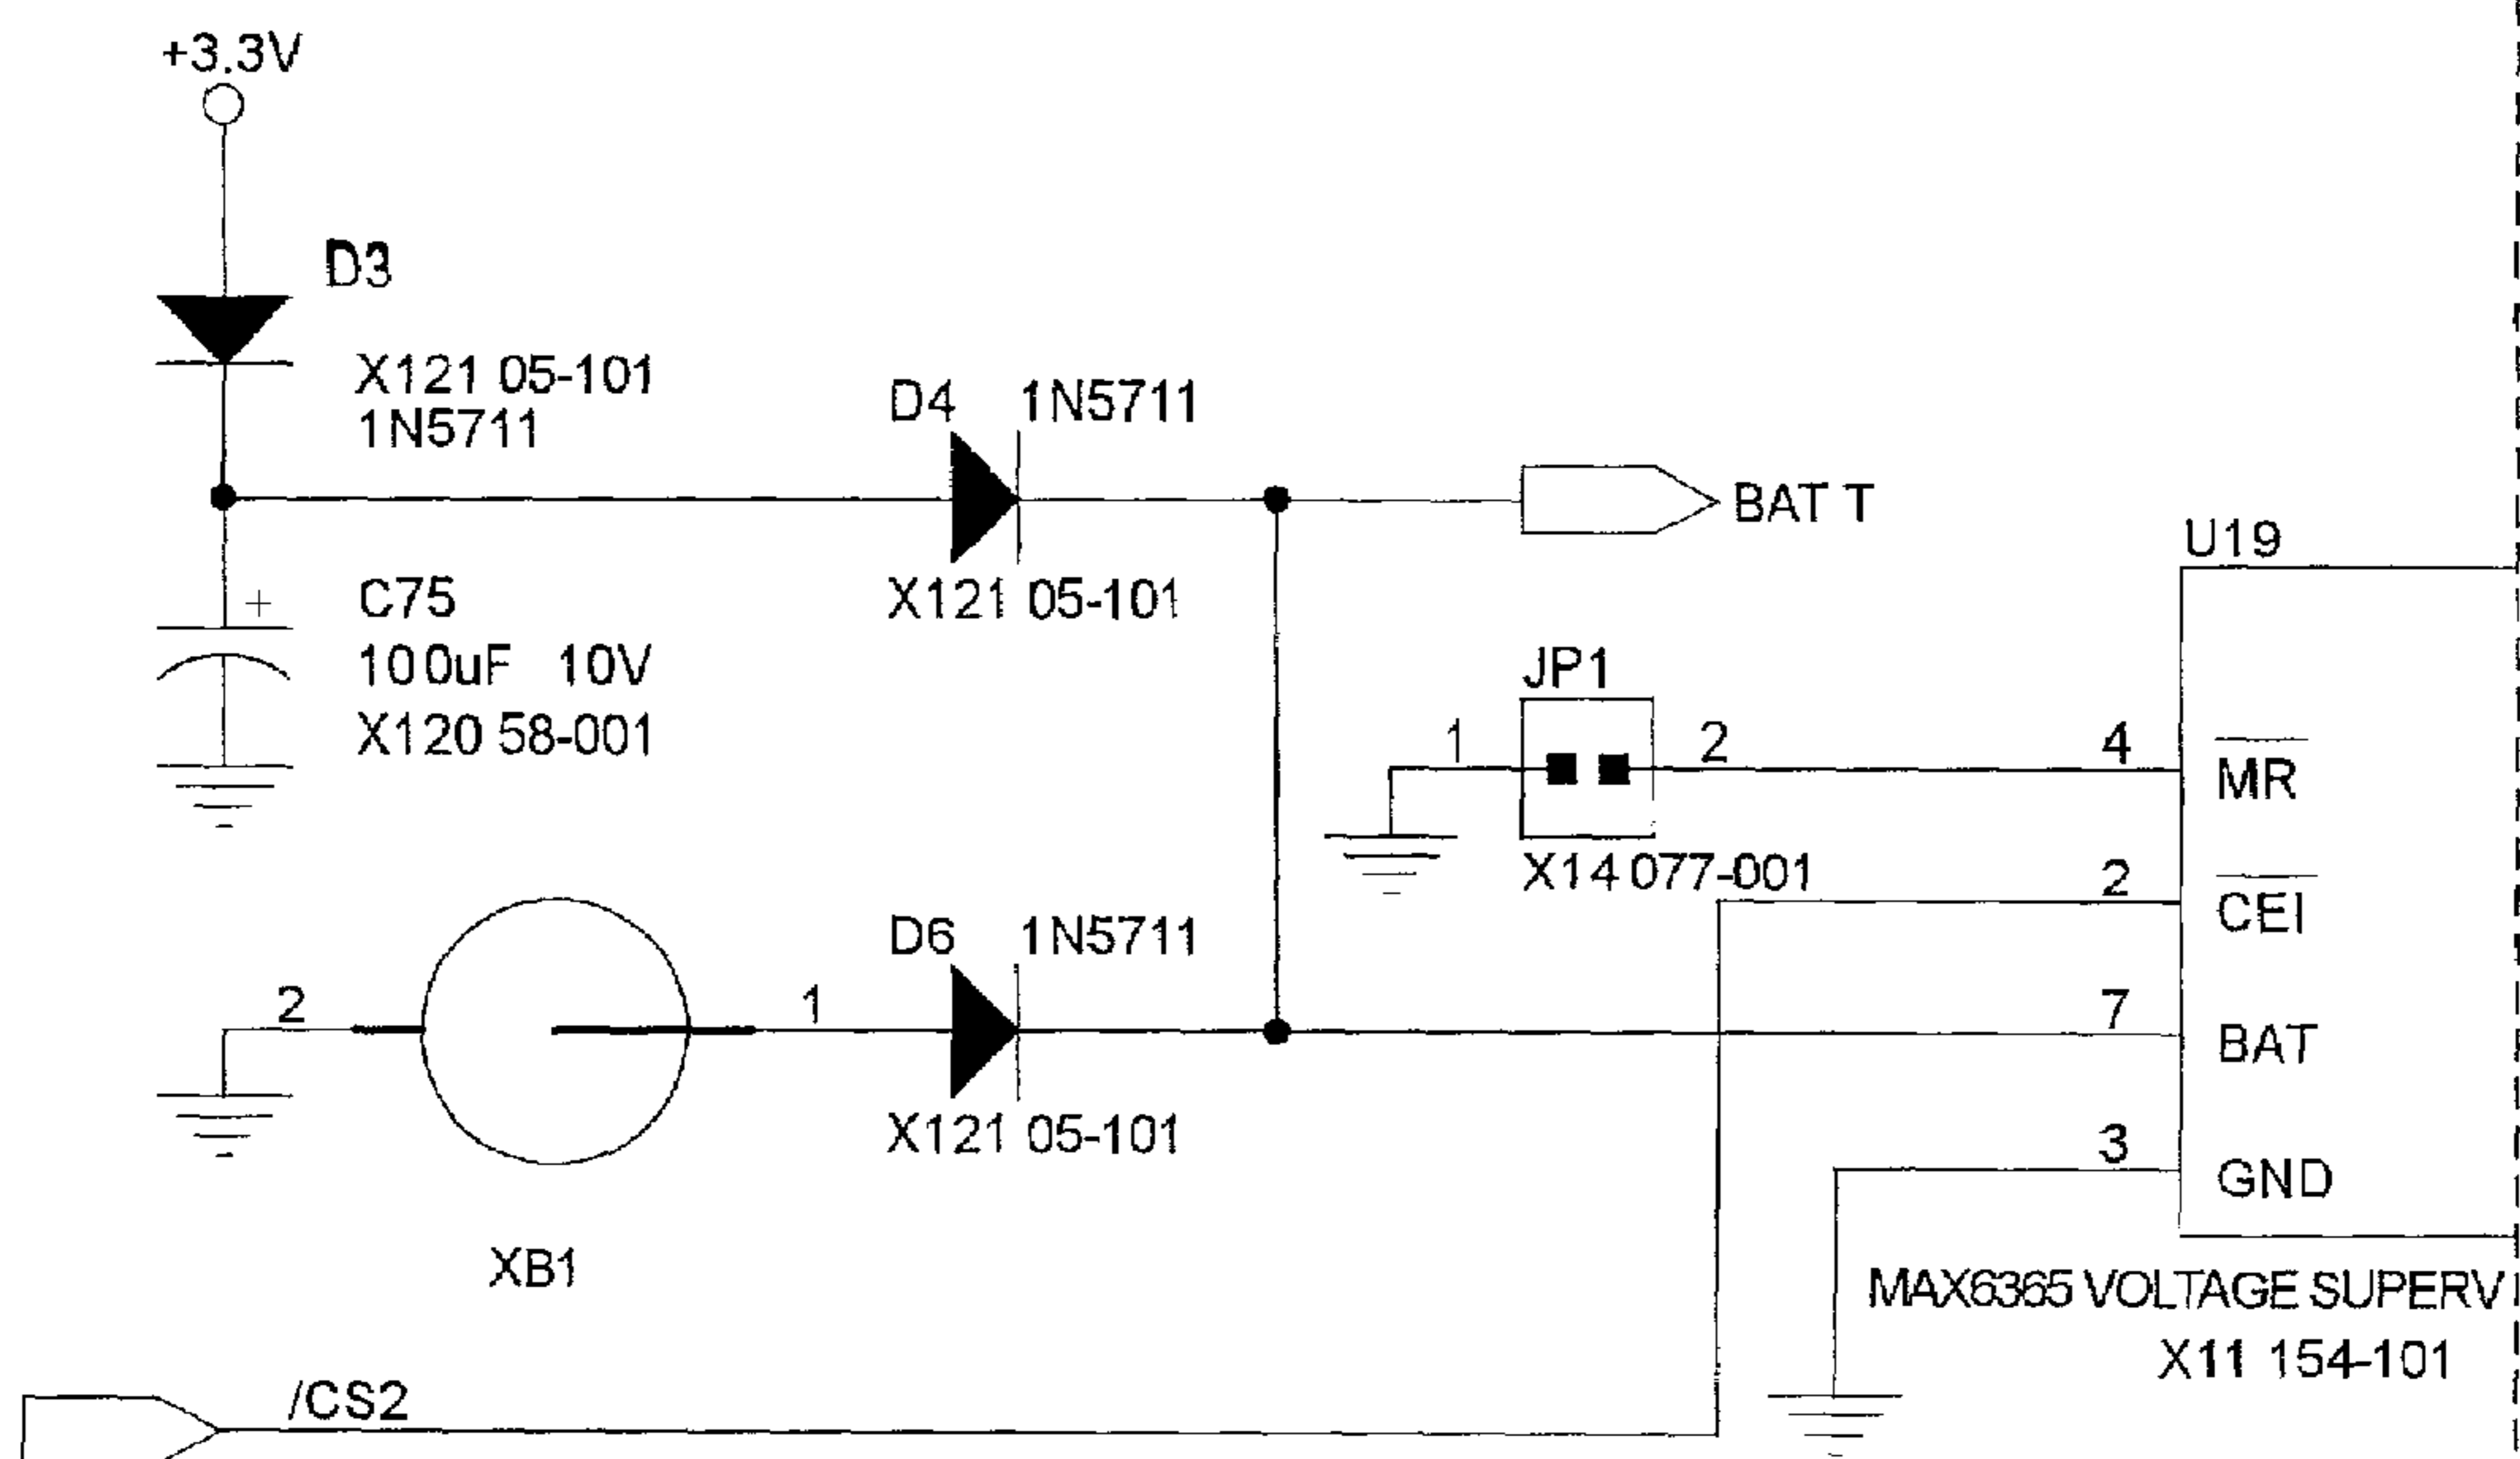 +3.3V
D3
X121 05-101
1N5711
D4 1N5711
X121 05-101
BAT T
C75
+
100uF 10V
X120 58-001
U19
JP1
1 2
X14 077-001
4 MR
2 CEI
7 BAT
3 GND
D6 1N5711
2 1
X121 05-101
XB1
MAX6365 VOLTAGE SUPERV
X11 154-101
/CS2